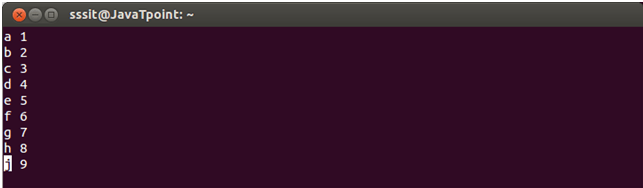 sssit@JavaTpoint: ~
a 1
b 2
c 3
d 4
e 5
f 6
g 7
h 8
j 9